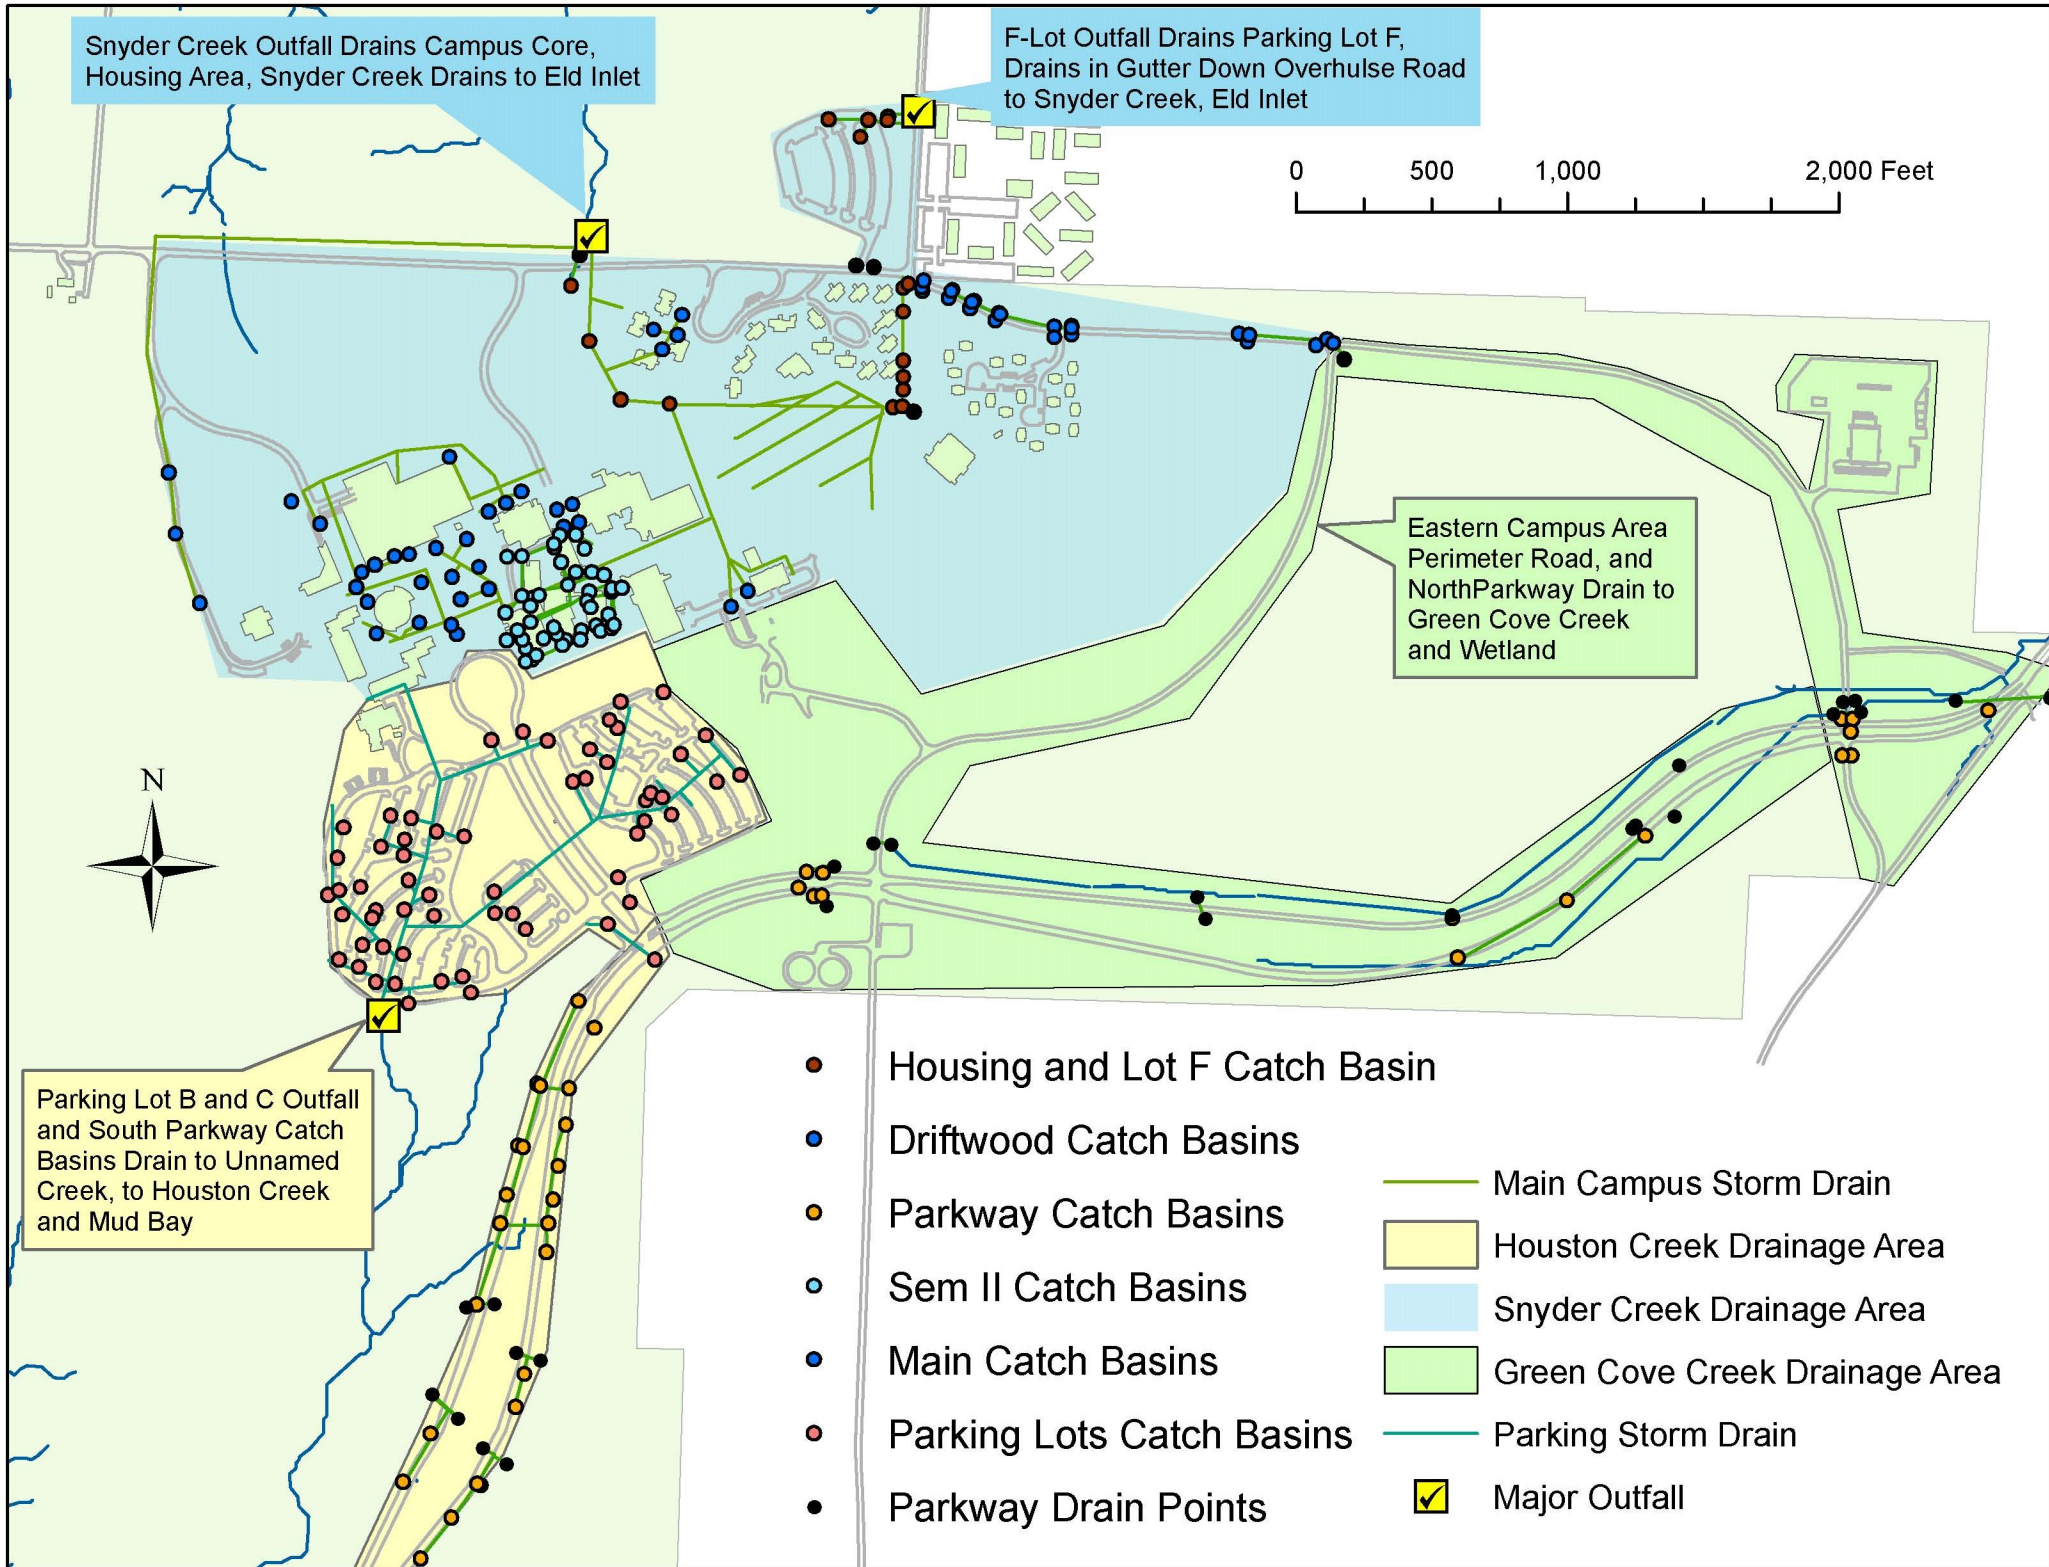 Snyder Creek Outfall Drains Campus Core,
Housing Area, Snyder Creek Drains to Eld Inlet
F-Lot Outfall Drains Parking Lot F,
Drains in Gutter Down Overhulse Road
to Snyder Creek, Eld Inlet
0 500 1,000 2,000 Feet
Eastern Campus Area
Perimeter Road, and
NorthParkway Drain to
Green Cove Creek
and Wetland
N
Parking Lot B and C Outfall
and South Parkway Catch
Basins Drain to Unnamed
Creek, to Houston Creek
and Mud Bay
Housing and Lot F Catch Basin
Driftwood Catch Basins
Parkway Catch Basins
Sem II Catch Basins
Main Catch Basins
Parking Lots Catch Basins
Parkway Drain Points
Main Campus Storm Drain
Houston Creek Drainage Area
Snyder Creek Drainage Area
Green Cove Creek Drainage Area
Parking Storm Drain
Major Outfall